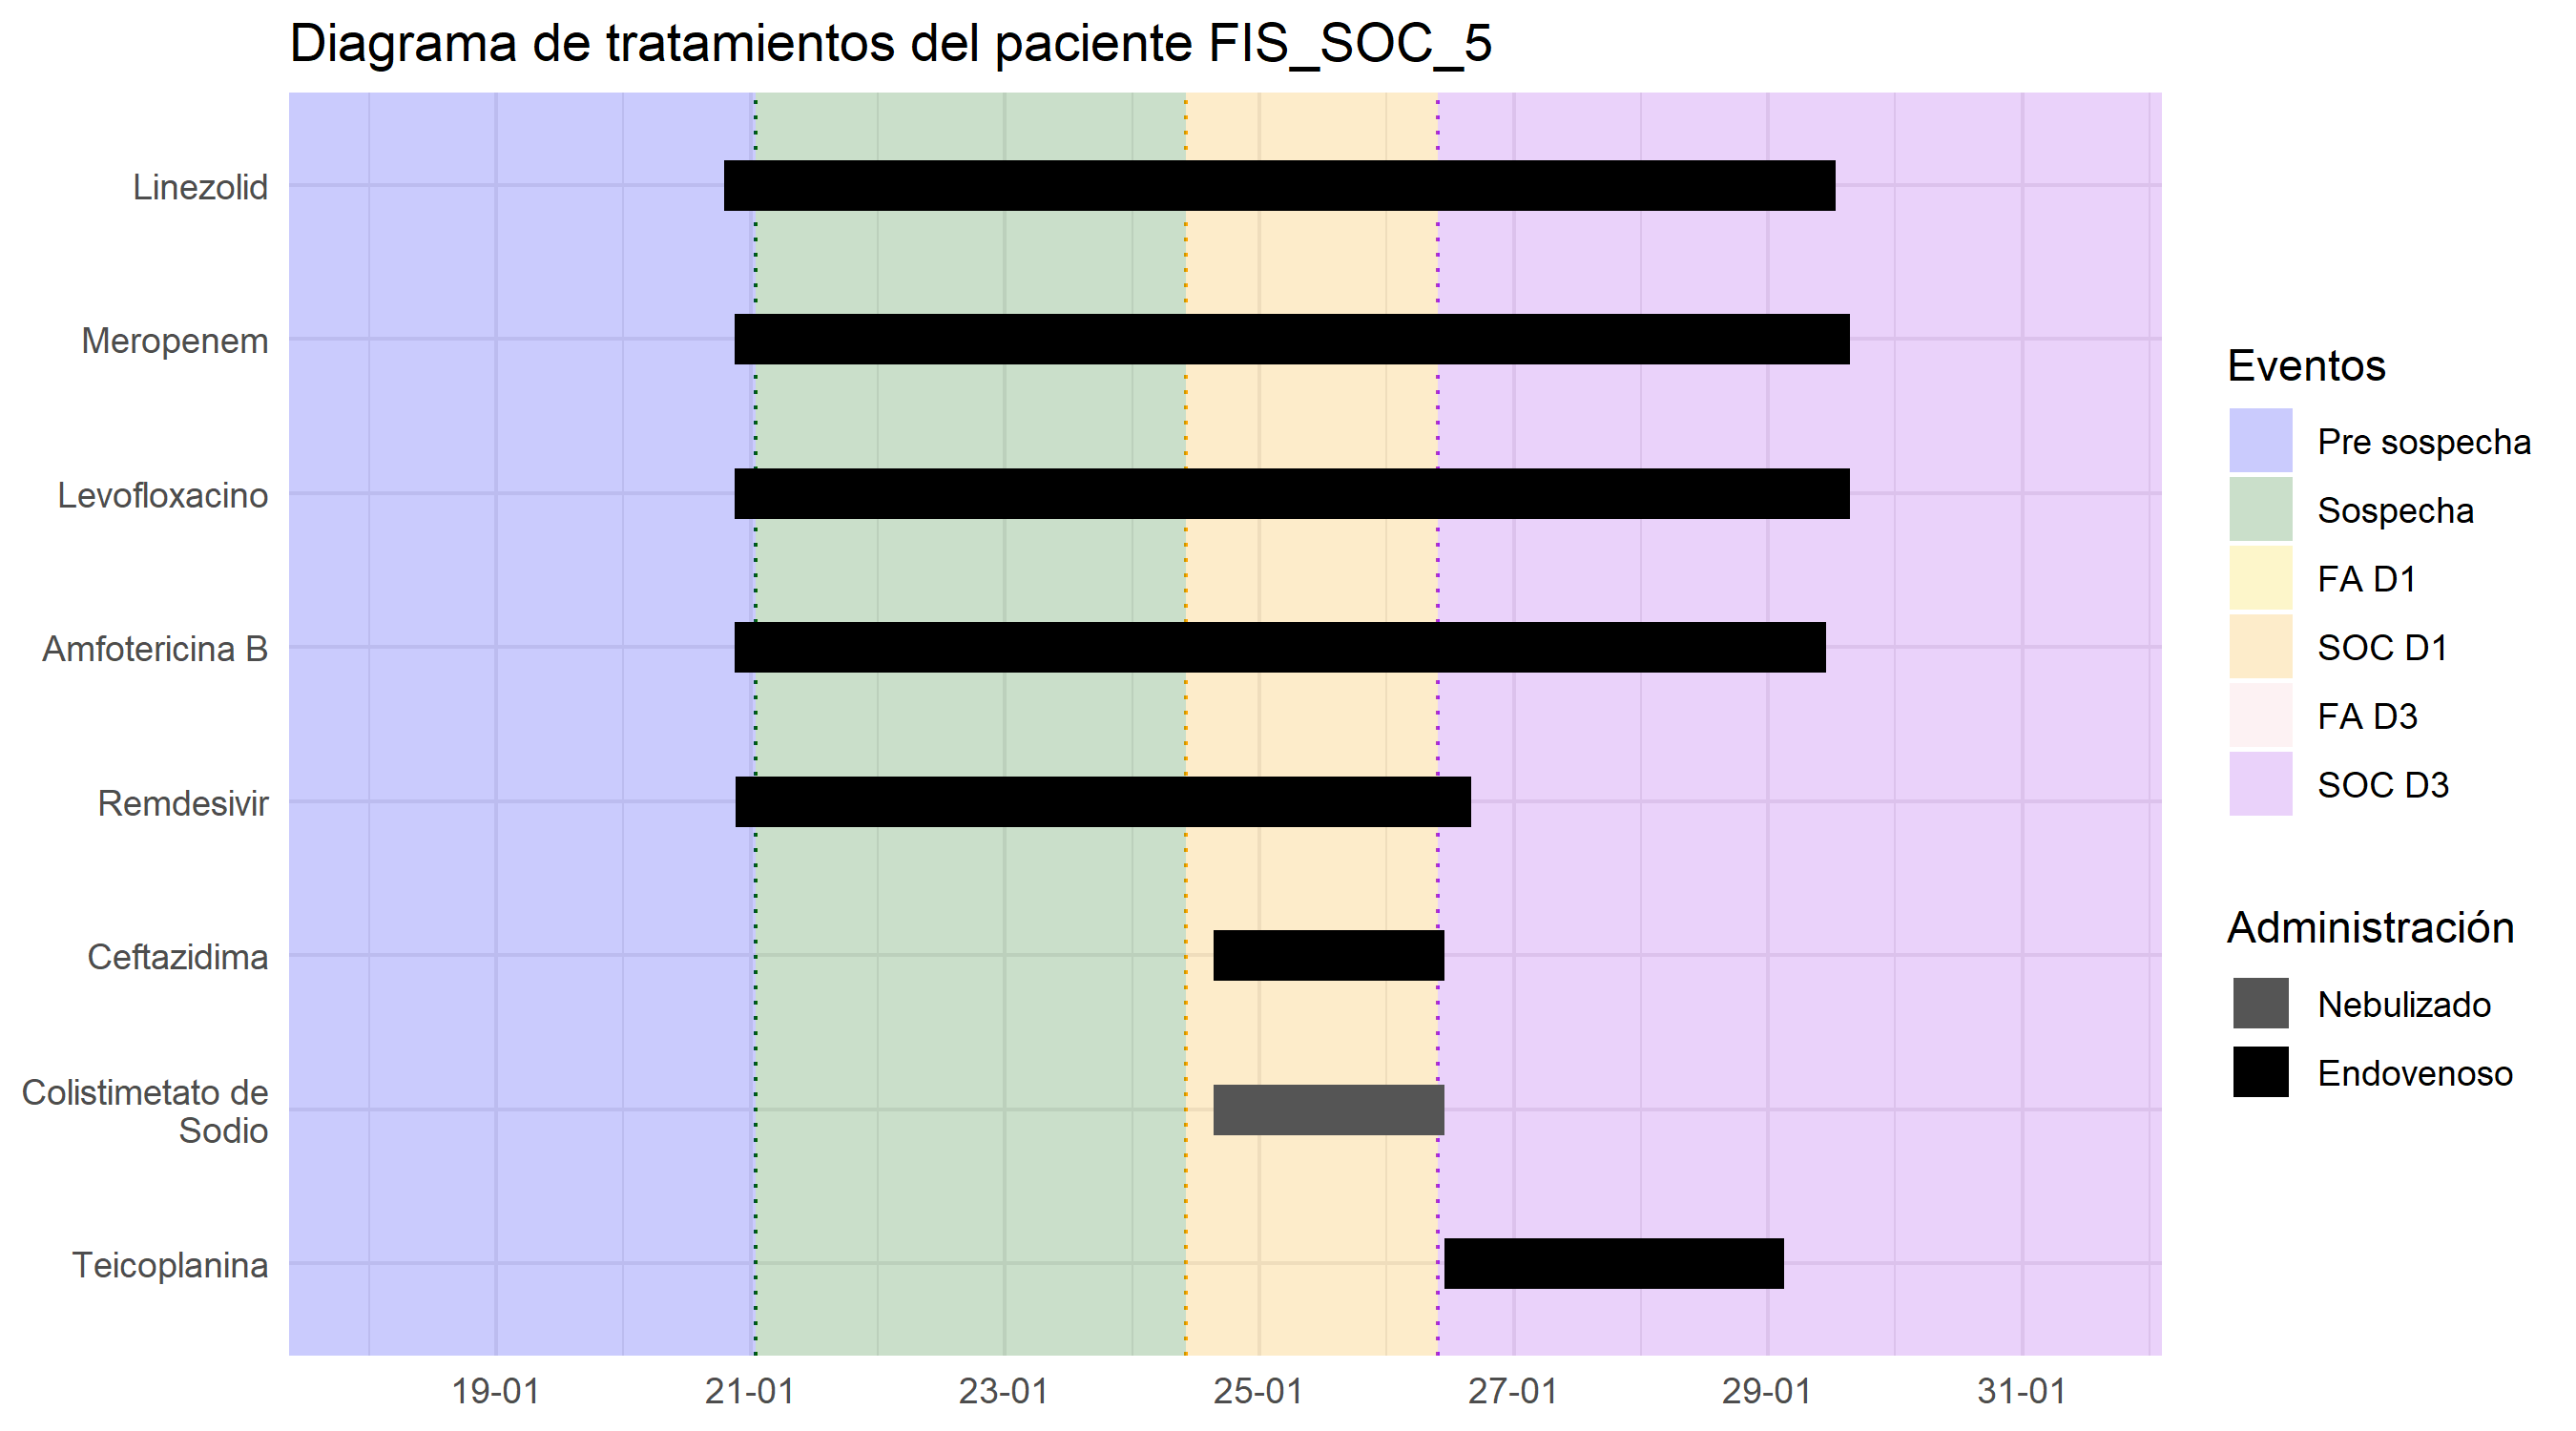 Diagrama de tratamientos del paciente FIS_SOC_5
Linezolid
Meropenem
Levofloxacino
Amfotericina B
Remdesivir
Ceftazidima
Colistimetato de
Sodio
Teicoplanina
19-01
21-01
23-01
25-01
27-01
29-01
31-01
Eventos
Pre sospecha
Sospecha
FA D1
SOC D1
FA D3
SOC D3
Administración
Nebulizado
Endovenoso